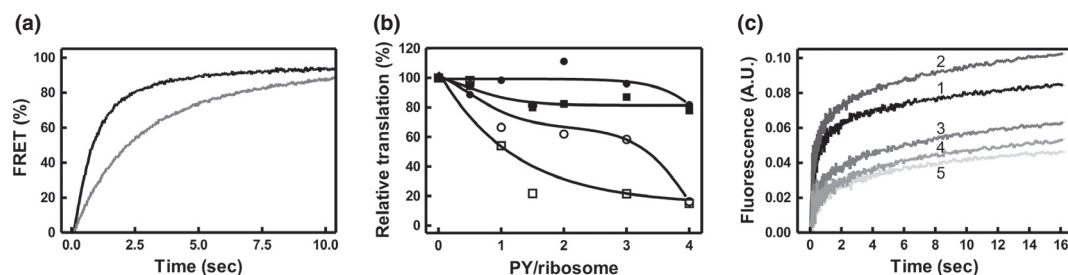 (a)
FRET (%)
100
80
60
40
20
0
0.0 2.5 5.0 7.5 10.0
Time (sec)
(b)
Relative translation (%)
120
100
80
60
40
20
0
0 1 2 3 4
PY/ribosome
(c)
Fluorescence (A.U.)
0.10
0.08
0.06
0.04
0.02
0.00
2
1
3
4
5
0 2 4 6 8 10 12 14 16
Time (sec)